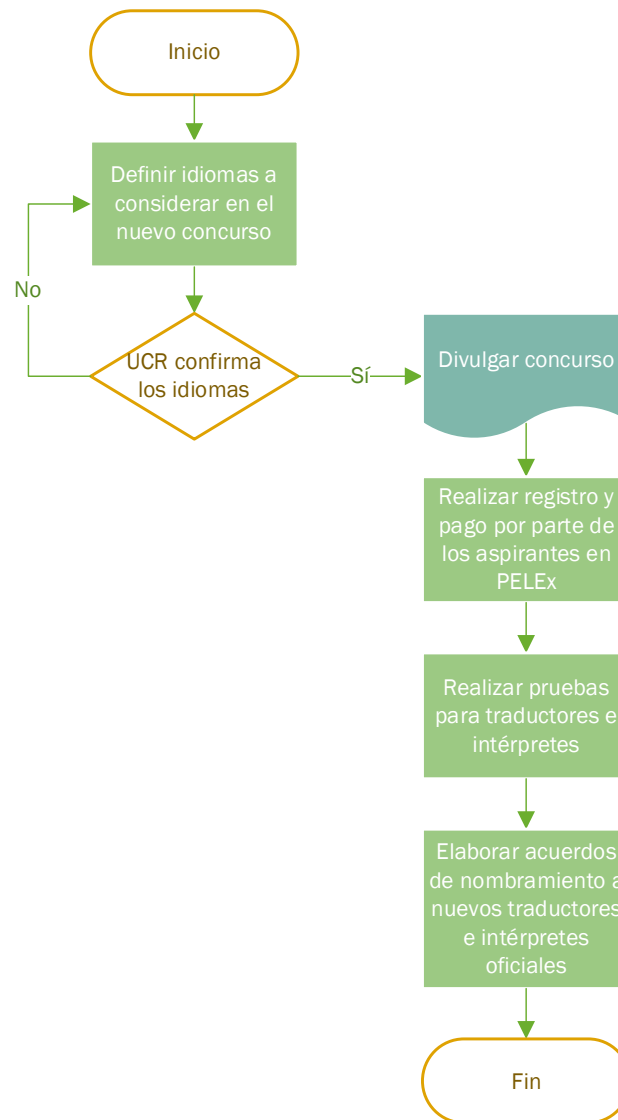 Inicio
Definir idiomas a
considerar en el
nuevo concurso
No
UCR confirma
los idiomas
Sí
Divulgar concurso
Realizar registro y
pago por parte de
los aspirantes en
PELEx
Realizar pruebas
para traductores e
intérpretes
Elaborar acuerdos
de nombramiento a
nuevos traductores
e intérpretes
oficiales
Fin